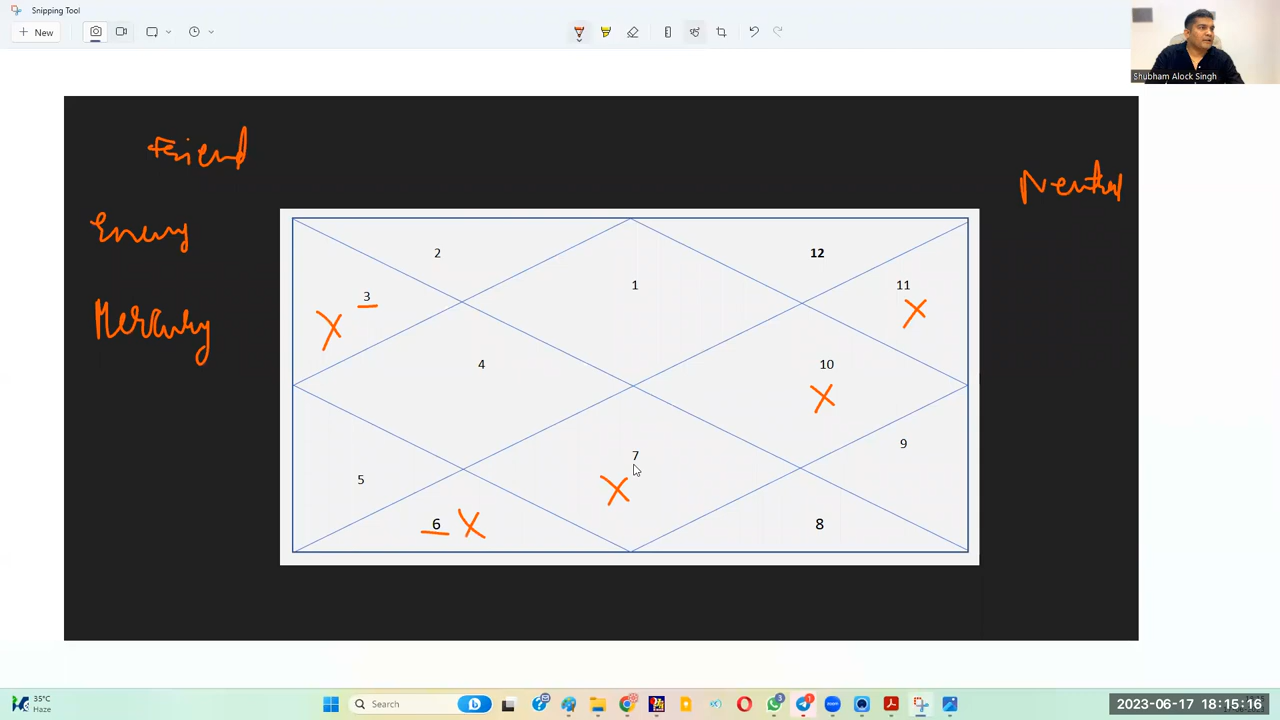 Snipping Tool
New
Shubham Alock Singh
Friend
Neutral
Enemy
Mercury
2
12
1
11
3
4
10
9
7
5
6
8
35°C
Haze
Search
2023-06-17 18:15:16